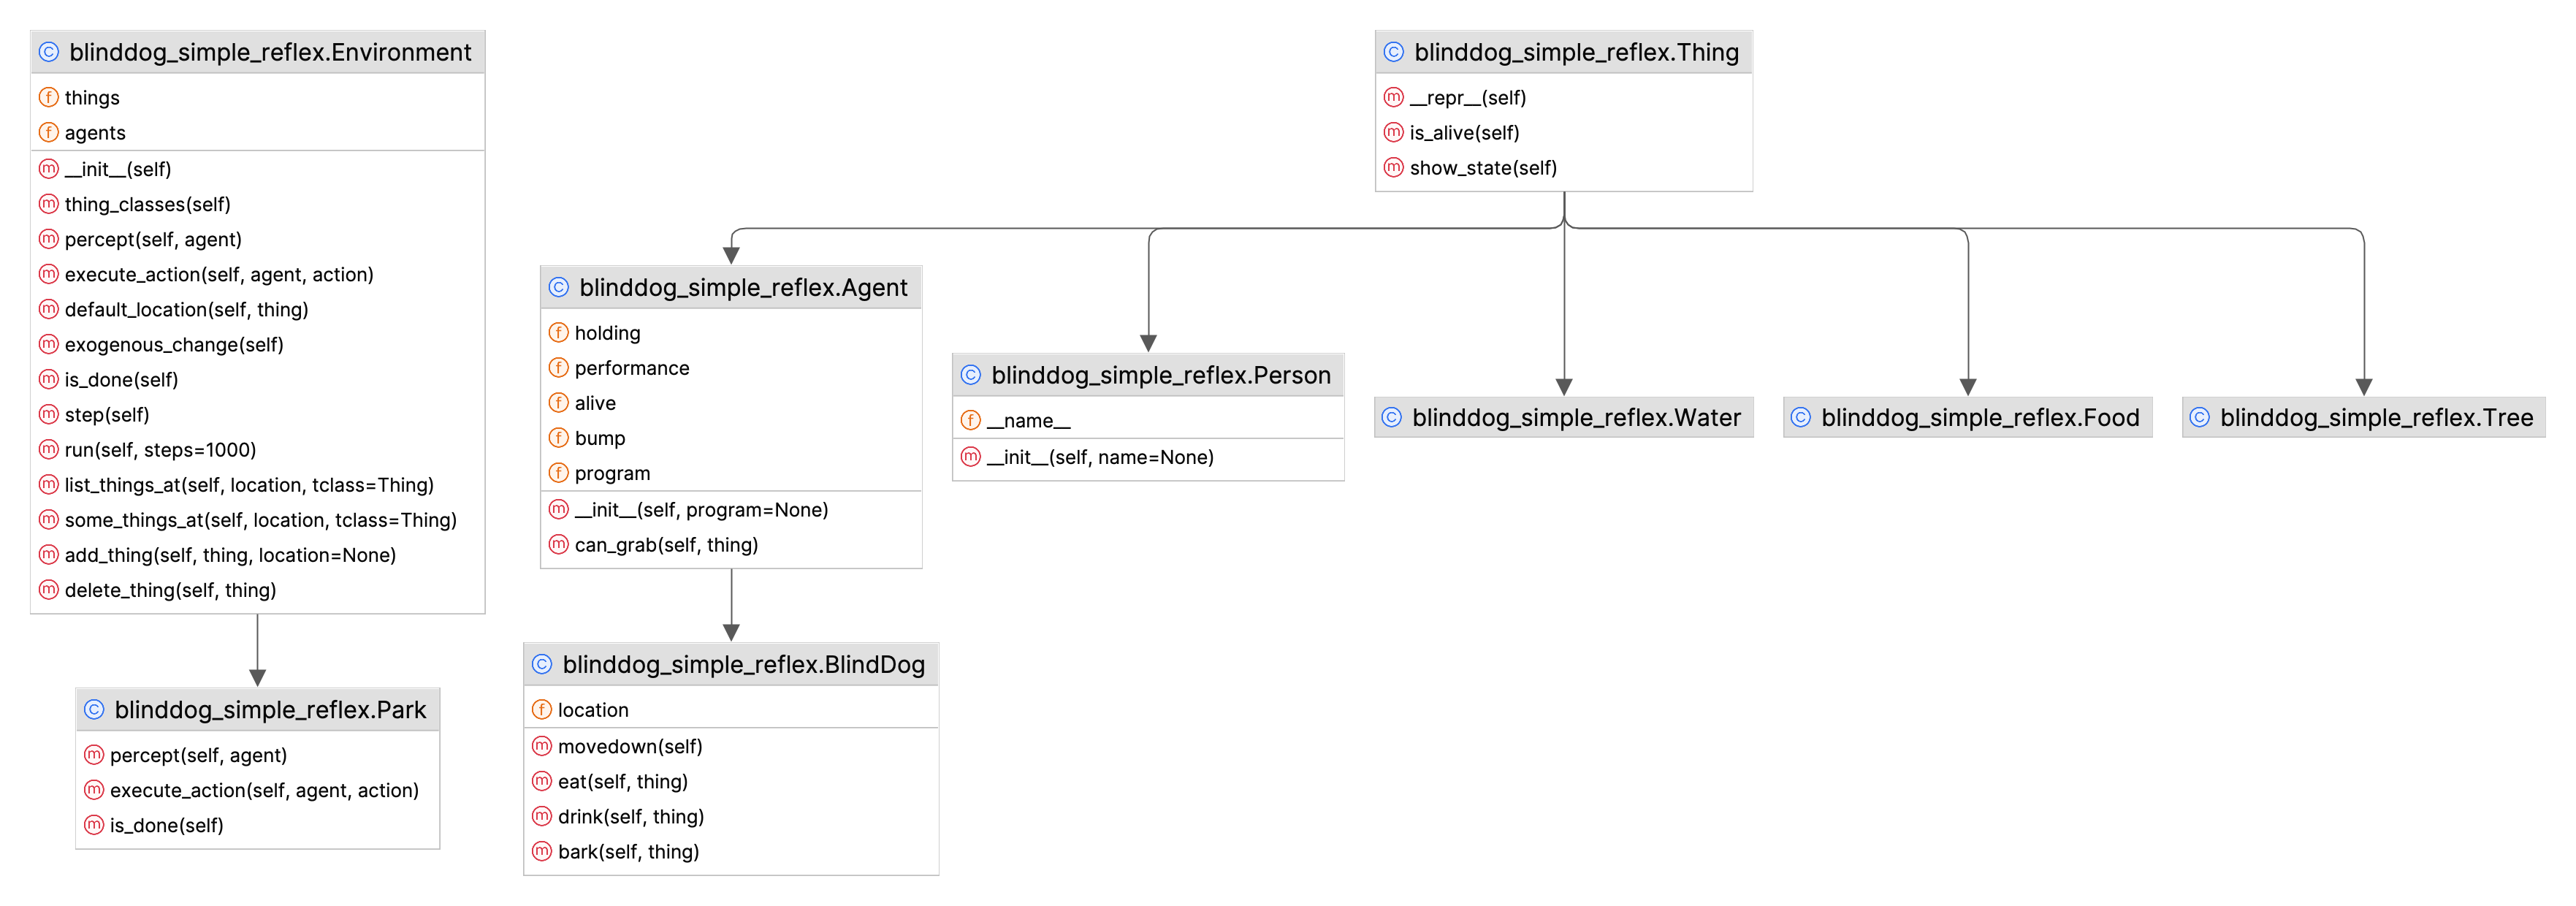 blinddog_simple_reflex.Environment
things
agents
__init__(self)
thing_classes(self)
percept(self, agent)
execute_action(self, agent, action)
default_location(self, thing)
exogenous_change(self)
is_done(self)
step(self)
run(self, steps=1000)
list_things_at(self, location, tclass=Thing)
some_things_at(self, location, tclass=Thing)
add_thing(self, thing, location=None)
delete_thing(self, thing)
blinddog_simple_reflex.Park
percept(self, agent)
execute_action(self, agent, action)
is_done(self)
blinddog_simple_reflex.Thing
__repr__(self)
is_alive(self)
show_state(self)
blinddog_simple_reflex.Agent
holding
performance
alive
bump
program
__init__(self, program=None)
can_grab(self, thing)
blinddog_simple_reflex.BlindDog
location
movedown(self)
eat(self, thing)
drink(self, thing)
bark(self, thing)
blinddog_simple_reflex.Person
__name__
__init__(self, name=None)
blinddog_simple_reflex.Water
blinddog_simple_reflex.Food
blinddog_simple_reflex.Tree